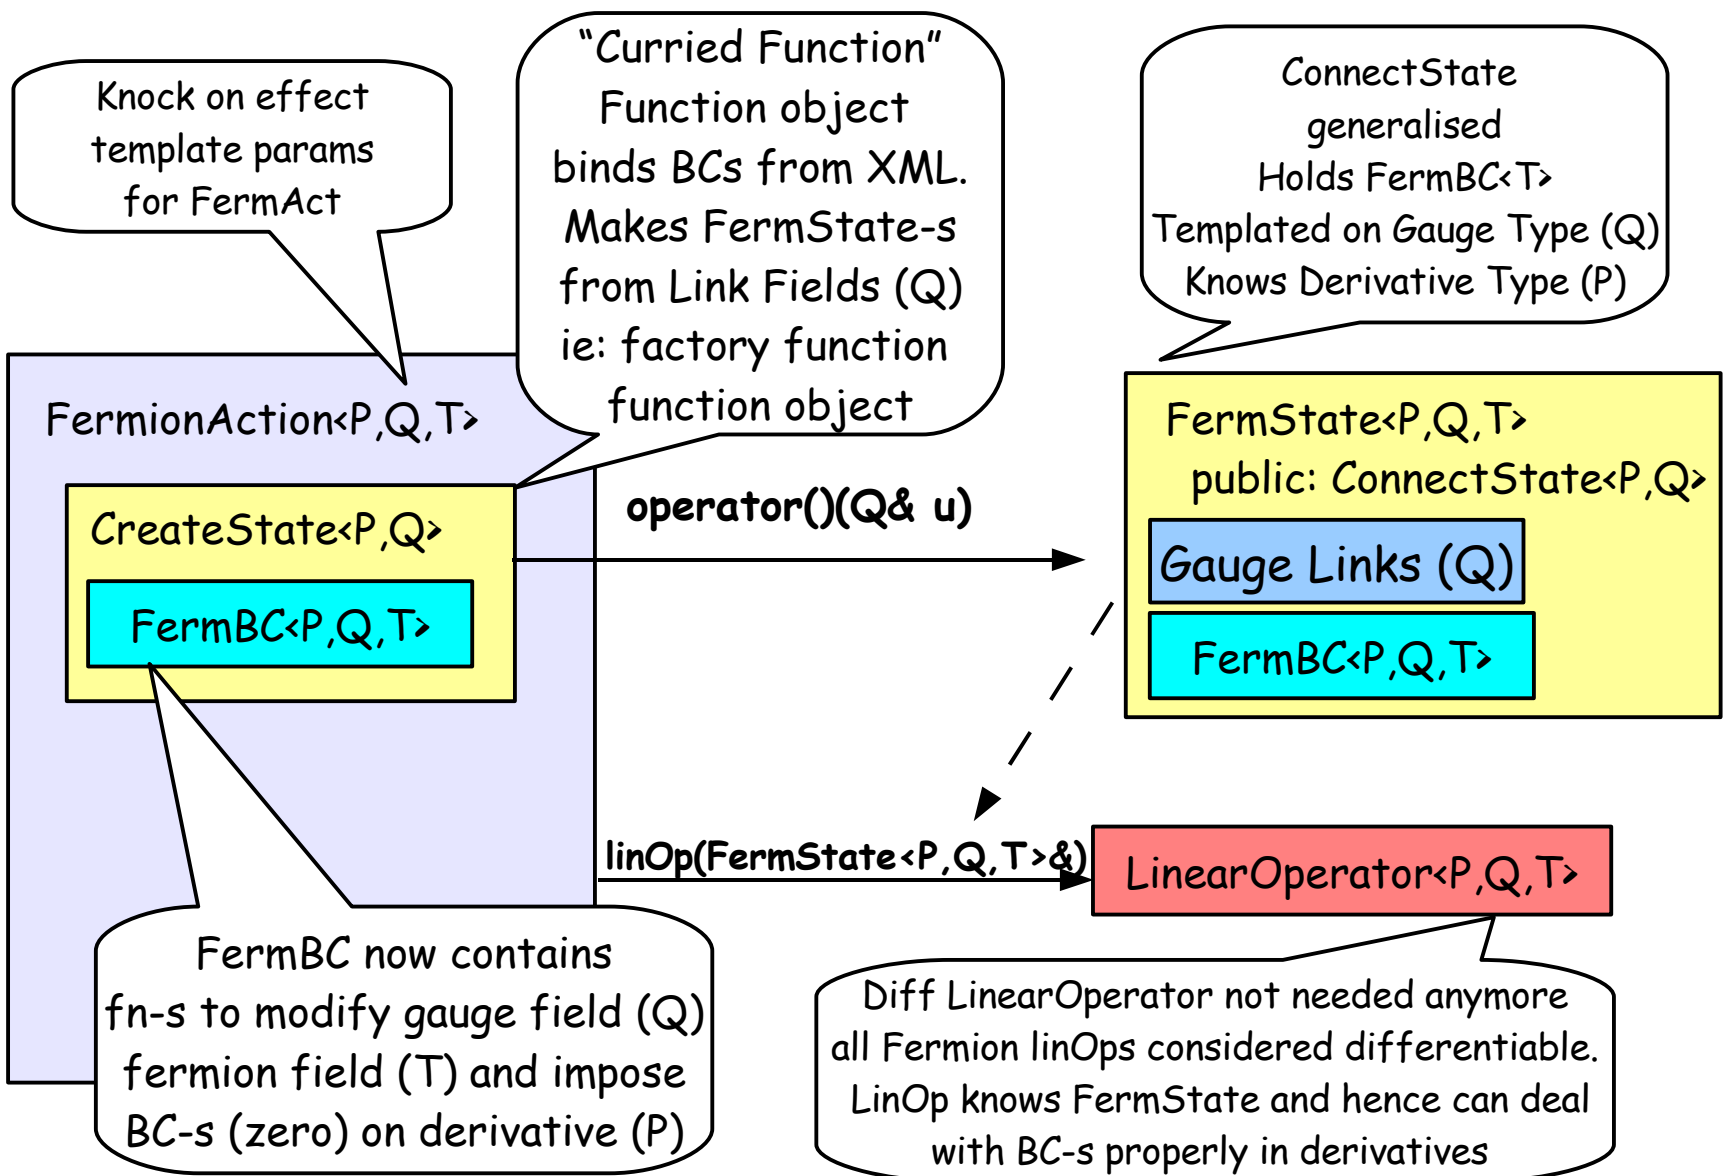 Knock on effect
template params
for FermAct
“Curried Function”
Function object
binds BCs from XML.
Makes FermState-s
from Link Fields (Q)
ie: factory function
function object
ConnectState
generalised
Holds FermBC<T>
Templated on Gauge Type (Q)
Knows Derivative Type (P)
FermionAction<P,Q,T>
CreateState<P,Q>
FermBC<P,Q,T>
operator()(Q& u)
FermState<P,Q,T>
public: ConnectState<P,Q>
Gauge Links (Q)
FermBC<P,Q,T>
linOp(FermState<P,Q,T>&)
LinearOperator<P,Q,T>
FermBC now contains
fn-s to modify gauge field (Q)
fermion field (T) and impose
BC-s (zero) on derivative (P)
Diff LinearOperator not needed anymore
all Fermion linOps considered differentiable.
LinOp knows FermState and hence can deal
with BC-s properly in derivatives